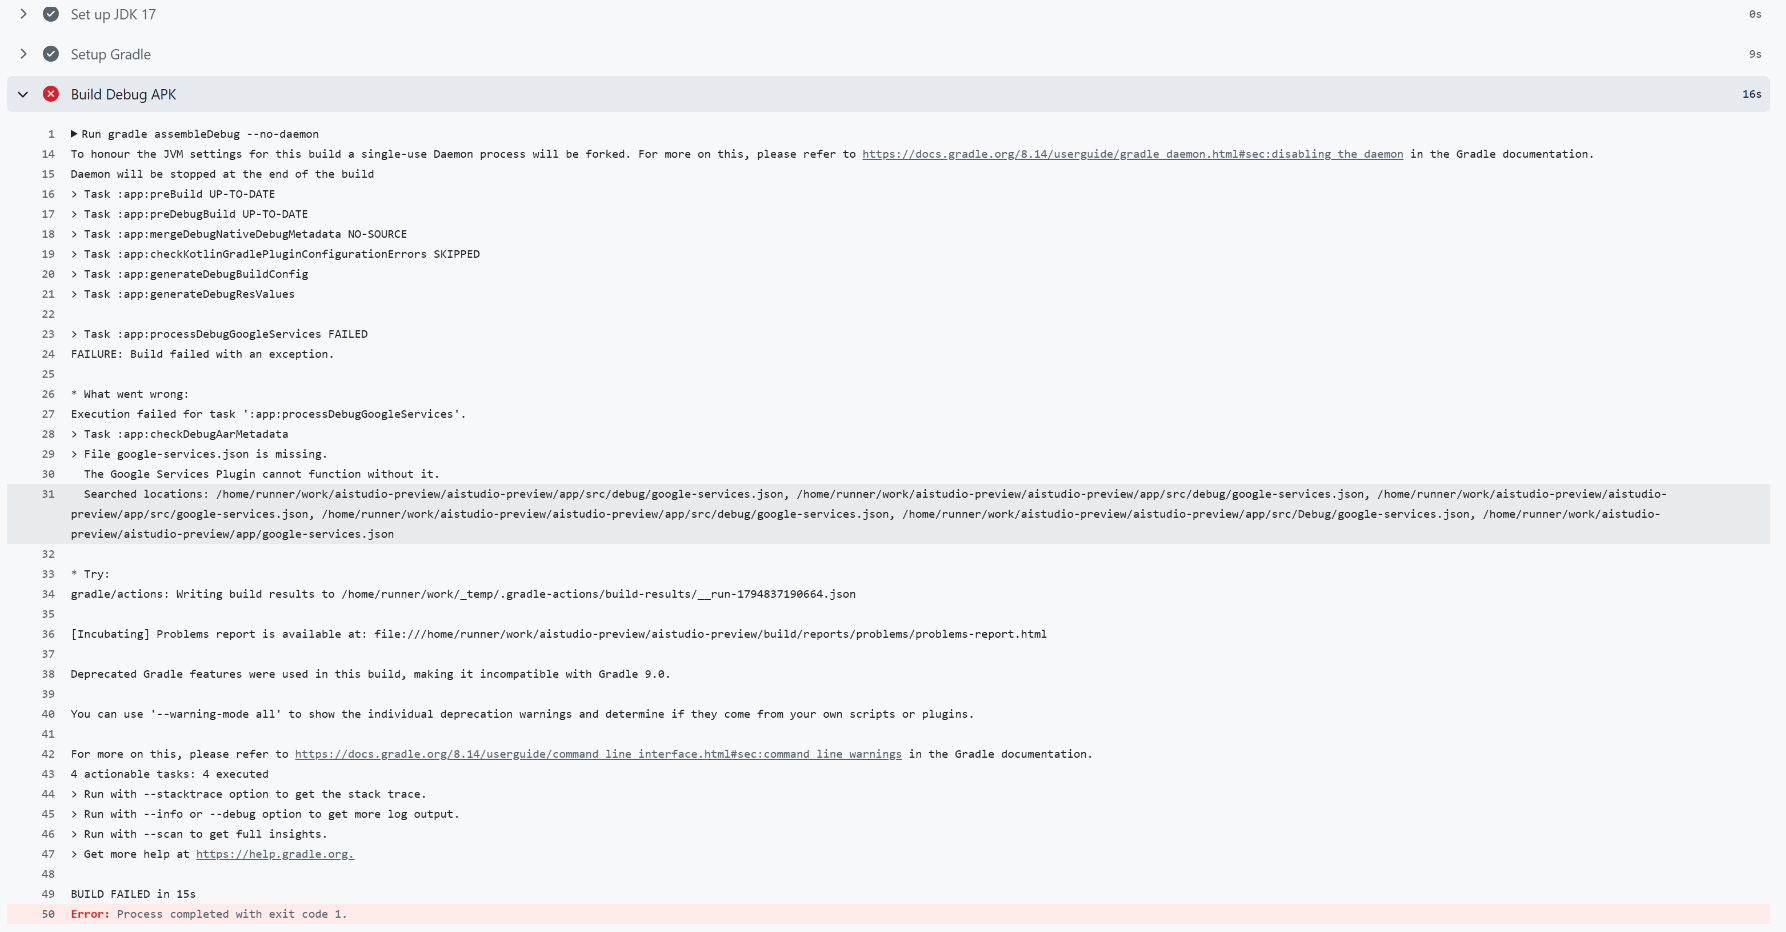 Set up JDK 17
0s
Setup Gradle
9s
Build Debug APK
16s
1 Run gradle assembleDebug --no-daemon
14 To honour the JVM settings for this build a single-use Daemon process will be forked. For more on this, please refer to https://docs.gradle.org/8.14/userguide/gradle_daemon.html#sec:disabling_the_daemon in the Gradle documentation.
15 Daemon will be stopped at the end of the build
16 > Task :app:preBuild UP-TO-DATE
17 > Task :app:preDebugBuild UP-TO-DATE
18 > Task :app:mergeDebugNativeDebugMetadata NO-SOURCE
19 > Task :app:checkKotlinGradlePluginConfigurationErrors SKIPPED
20 > Task :app:generateDebugBuildConfig
21 > Task :app:generateDebugResValues
22
23 > Task :app:processDebugGoogleServices FAILED
24 FAILURE: Build failed with an exception.
25
26 * What went wrong:
27 Execution failed for task ':app:processDebugGoogleServices'.
28 > Task :app:checkDebugAarMetadata
29 > File google-services.json is missing.
30 The Google Services Plugin cannot function without it.
31 Searched locations: /home/runner/work/aistudio-preview/aistudio-preview/app/src/debug/google-services.json, /home/runner/work/aistudio-preview/aistudio-preview/app/src/debug/google-services.json, /home/runner/work/aistudio-preview/aistudio-
preview/app/src/google-services.json, /home/runner/work/aistudio-preview/aistudio-preview/app/src/debug/google-services.json, /home/runner/work/aistudio-preview/aistudio-preview/app/src/Debug/google-services.json, /home/runner/work/aistudio-
preview/aistudio-preview/app/google-services.json
32
33 * Try:
34 gradle/actions: Writing build results to /home/runner/work/_temp/.gradle-actions/build-results/__run-1794837190664.json
35
36 [Incubating] Problems report is available at: file:///home/runner/work/aistudio-preview/aistudio-preview/build/reports/problems/problems-report.html
37
38 Deprecated Gradle features were used in this build, making it incompatible with Gradle 9.0.
39
40 You can use '--warning-mode all' to show the individual deprecation warnings and determine if they come from your own scripts or plugins.
41
42 For more on this, please refer to https://docs.gradle.org/8.14/userguide/command_line_interface.html#sec:command_line_warnings in the Gradle documentation.
43 4 actionable tasks: 4 executed
44 > Run with --stacktrace option to get the stack trace.
45 > Run with --info or --debug option to get more log output.
46 > Run with --scan to get full insights.
47 > Get more help at https://help.gradle.org.
48
49 BUILD FAILED in 15s
50 Error: Process completed with exit code 1.